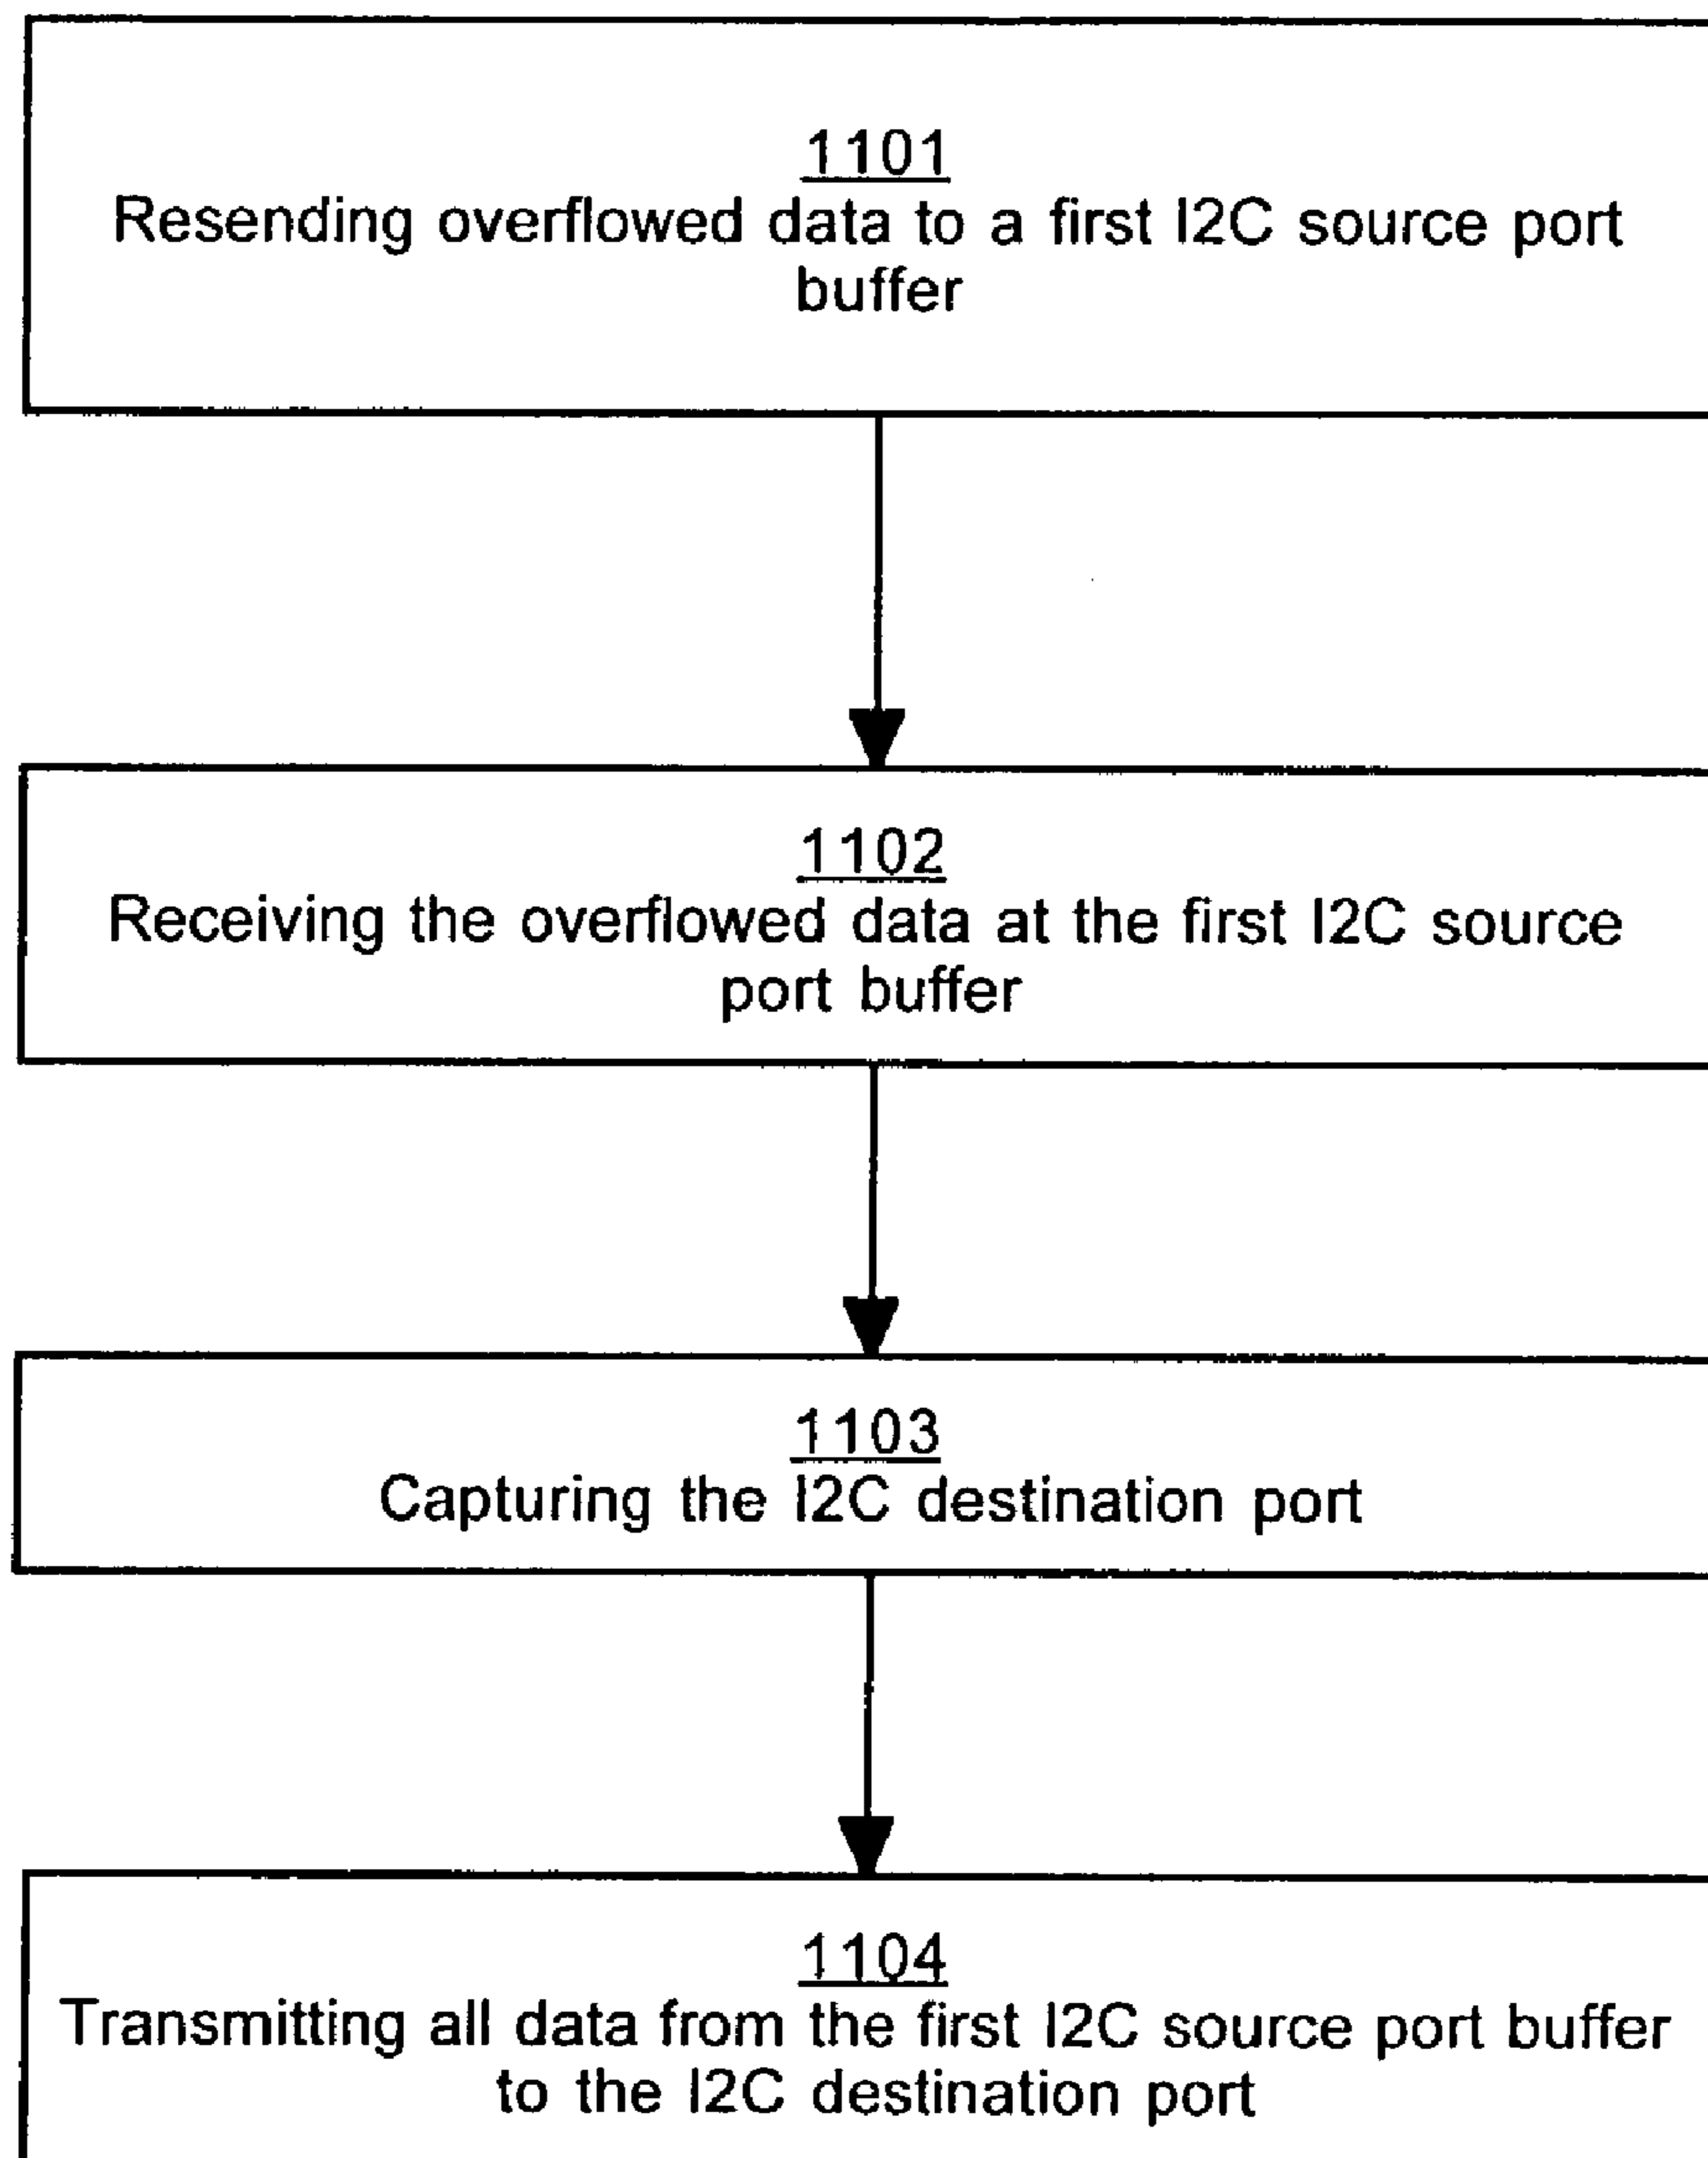 1101
Resending overflowed data to a first I2C source port
buffer
1102
Receiving the overflowed data at the first I2C source
port buffer
1103
Capturing the I2C destination port
1104
Transmitting all data from the first I2C source port buffer
to the I2C destination port